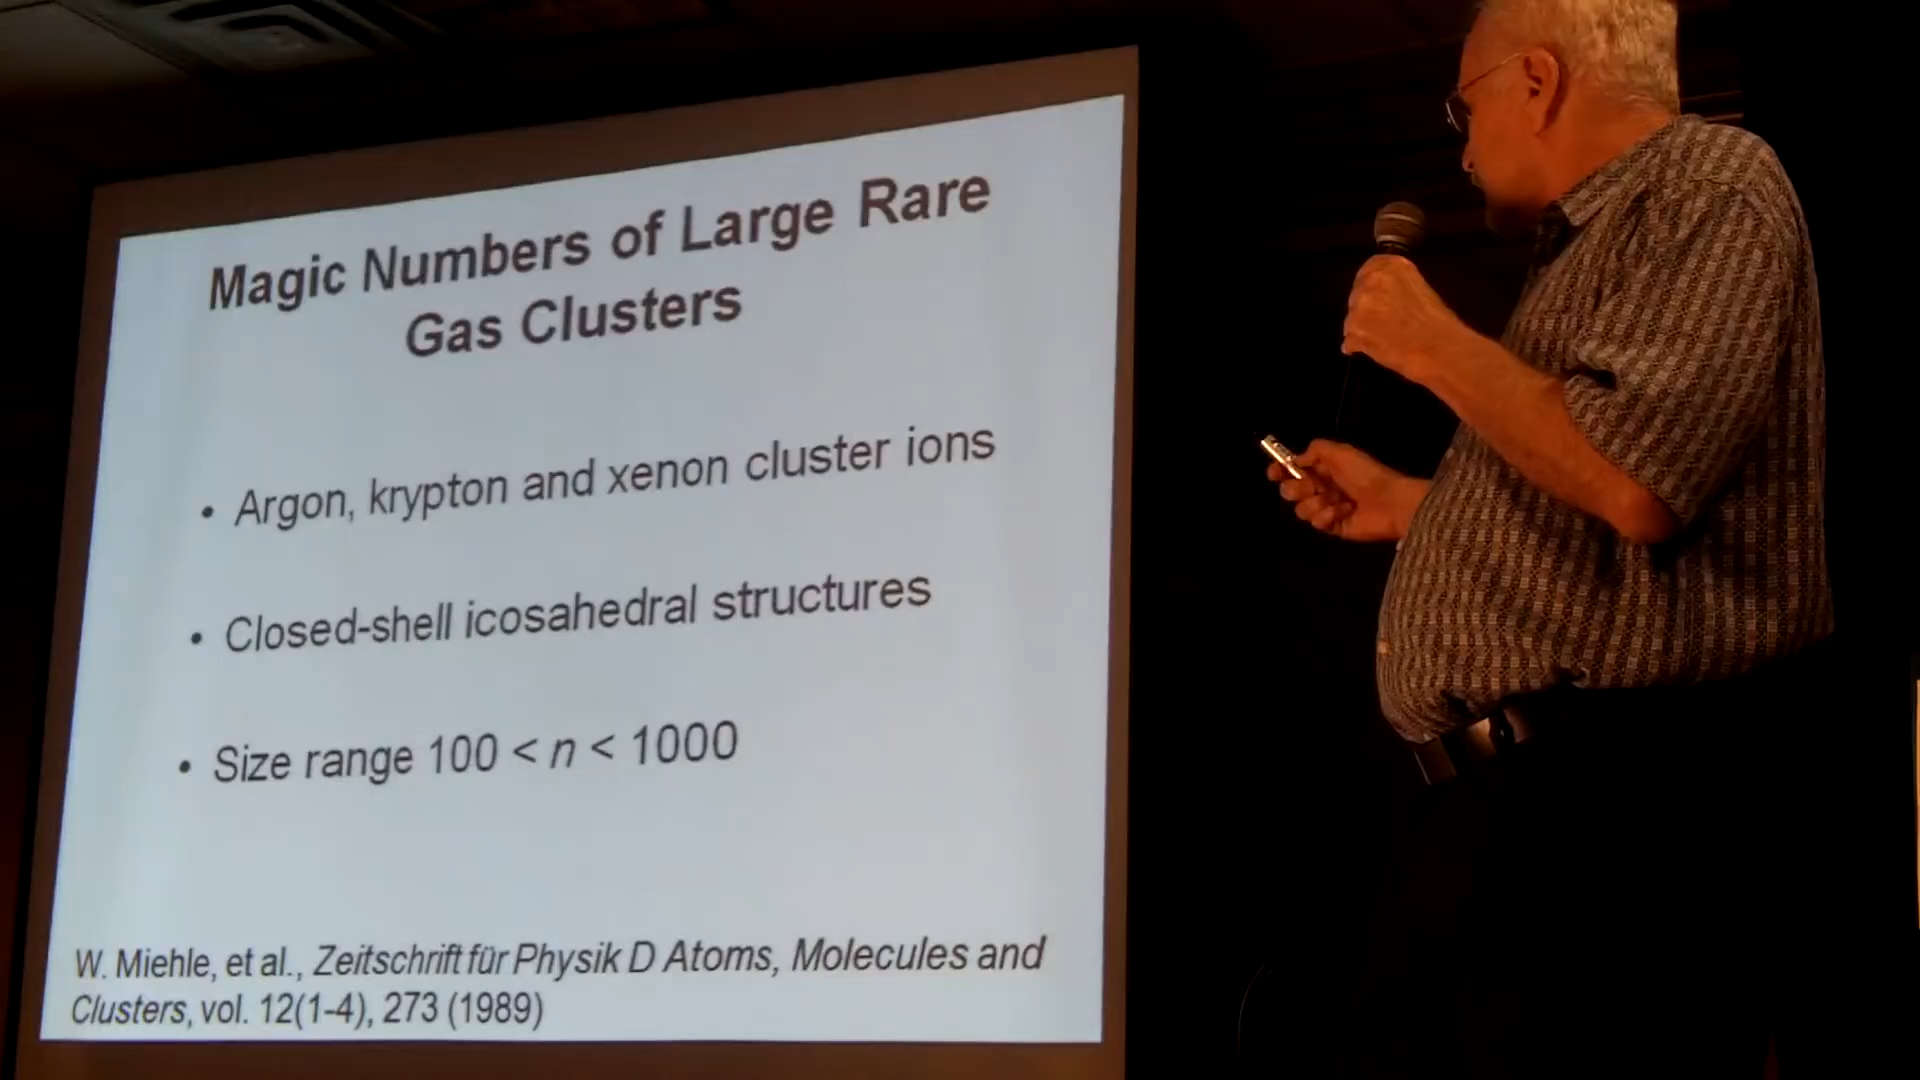 Magic Numbers of Large Rare
Gas Clusters
• Argon, krypton and xenon cluster ions
• Closed-shell icosahedral structures
• Size range 100 < n < 1000
W. Miehle, et al., Zeitschrift für Physik D Atoms, Molecules and
Clusters, vol. 12(1-4), 273 (1989)